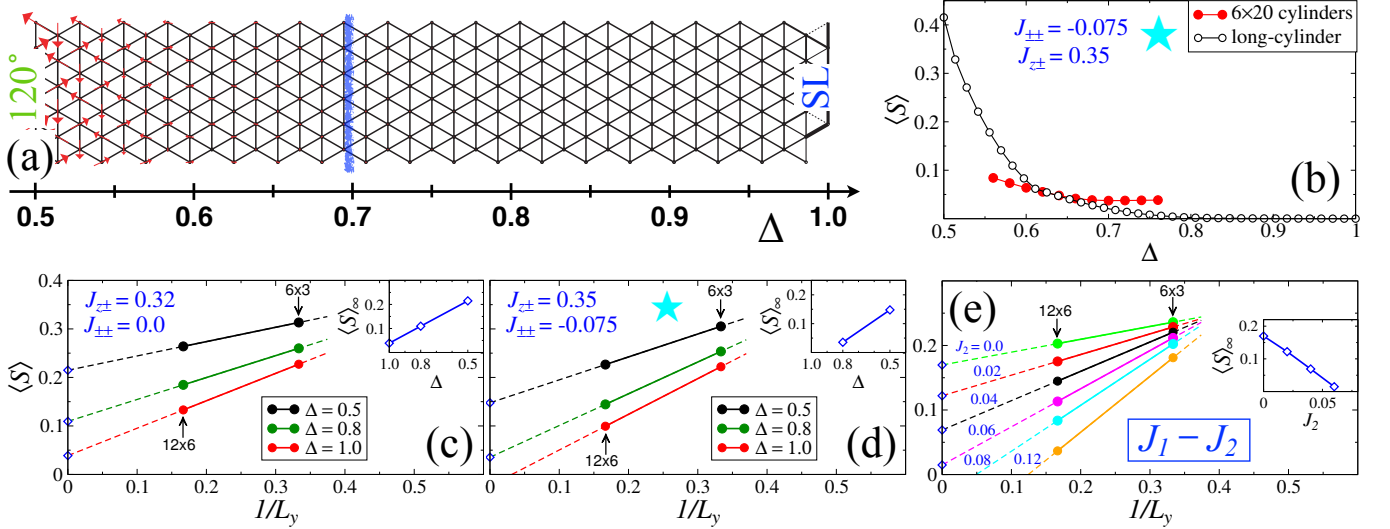 120°
SL
(a)
0.5 0.6 0.7 0.8 0.9 1.0
Δ
J±± = -0.075
Jz± = 0.35
6×20 cylinders
long-cylinder
⟨S⟩
0.4
0.3
0.2
0.1
(b)
0.5 0.6 0.7 0.8 0.9 1
Δ
Jz± = 0.32
J±± = 0.0
6x3
12x6
⟨S⟩
0.4
0.3
0.2
0.1
0
⟨S⟩∞
0.2
0.1
1.0 0.8 0.5
Δ
Δ = 0.5
Δ = 0.8
Δ = 1.0
(c)
0 0.1 0.2 0.3 0.4 0.5
1/Ly
Jz± = 0.35
J±± = -0.075
6x3
12x6
⟨S⟩∞
0.2
0.1
1.0 0.8 0.5
Δ
Δ = 0.5
Δ = 0.8
Δ = 1.0
(d)
0 0.1 0.2 0.3 0.4 0.5
1/Ly
(e)
6x3
12x6
0.2
0.1
0
J2= 0.0
0.02
0.04
0.06
0.08
0.12
⟨S⟩∞
0.2
0.1
0 0.05
J2
J1 – J2
0 0.1 0.2 0.3 0.4 0.5
1/Ly